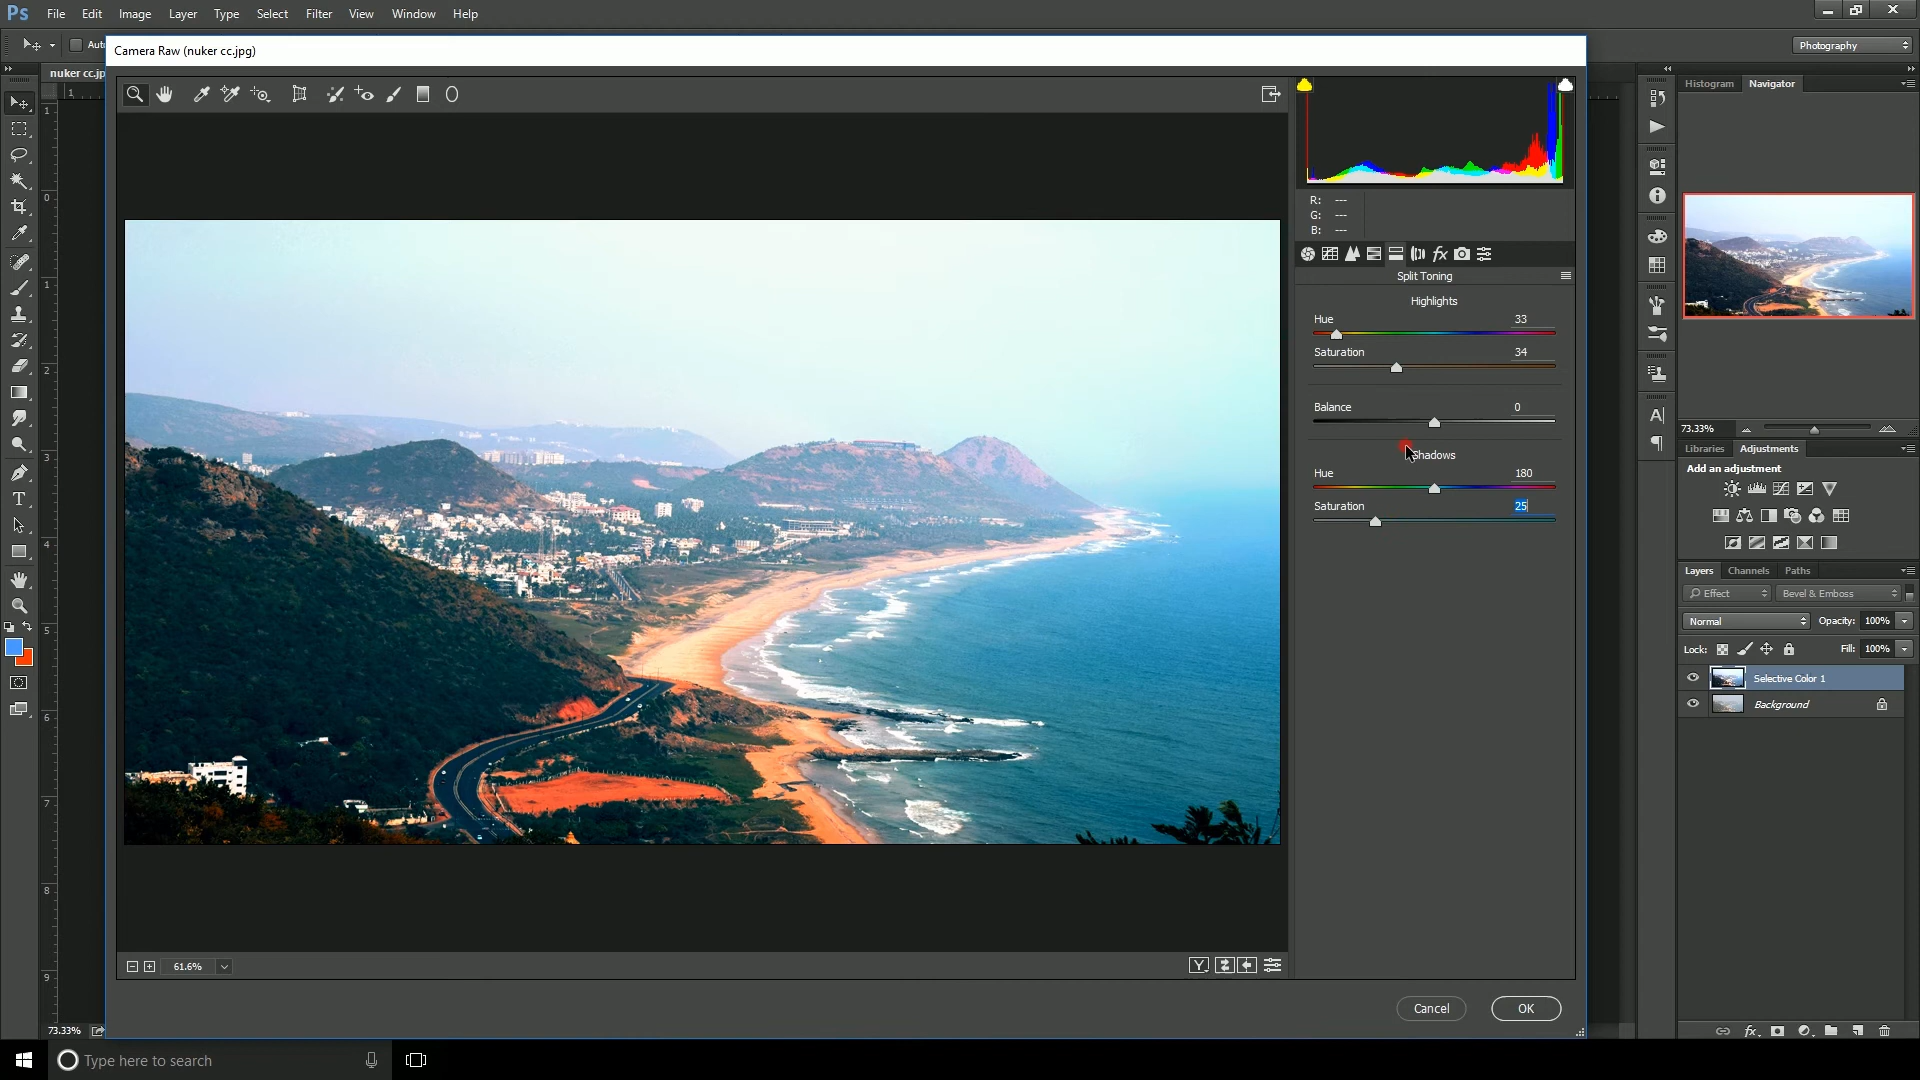 Ps File Edit Image Layer Type Select Filter View Window Help
Photography
Camera Raw (nuker cc.jpg)
nuker cc.jp
Histogram Navigator
R: ---
G: ---
B: ---
Split Toning
Highlights
Hue 33
Saturation 34
Balance 0
Shadows
Hue 180
Saturation 25
73.33%
Libraries Adjustments
Add an adjustment
Layers Channels Paths
Effect Bevel & Emboss
Normal Opacity: 100%
Lock: Fill: 100%
Selective Color 1
Background
61.6%
Cancel OK
73.33%
Type here to search